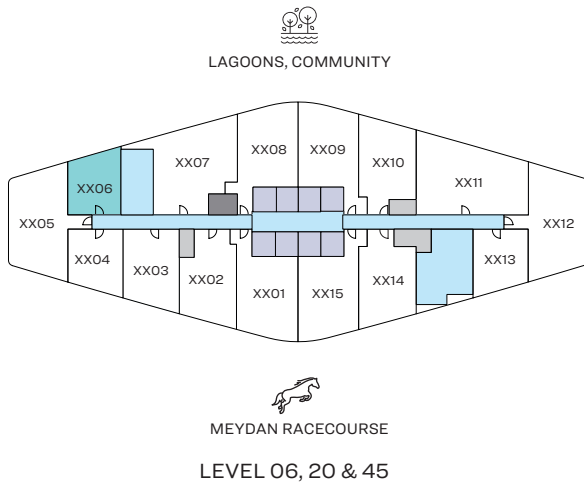 LAGOONS, COMMUNITY
XX08
XX09
XX07
XX10
XX06
XX11
XX05
XX12
XX04
XX03
XX02
XX01
XX15
XX14
XX13
MEYDAN RACECOURSE
LEVEL 06, 20 & 45